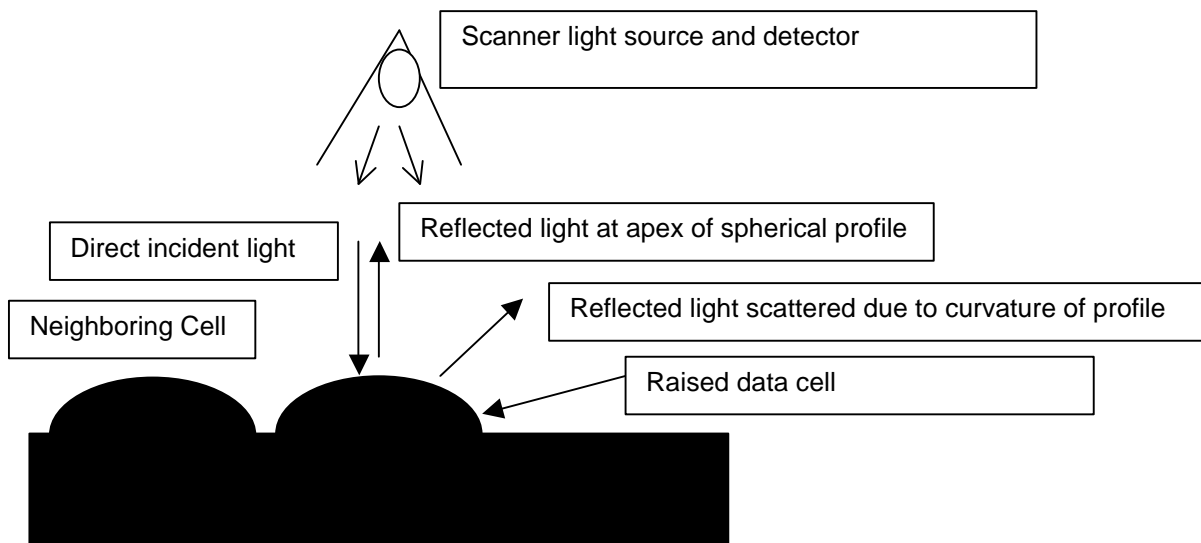 Scanner light source and detector
Reflected light at apex of spherical profile
Direct incident light
Reflected light scattered due to curvature of profile
Neighboring Cell
Raised data cell